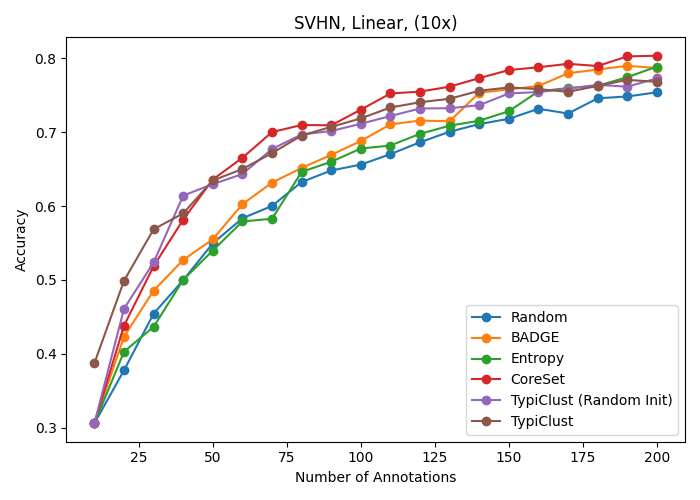 SVHN, Linear, (10x)
0.8
0.7
0.6
0.5
0.4
0.3
Accuracy
25
50
75
100
125
150
175
200
Number of Annotations
Random
BADGE
Entropy
CoreSet
TypiClust (Random Init)
TypiClust